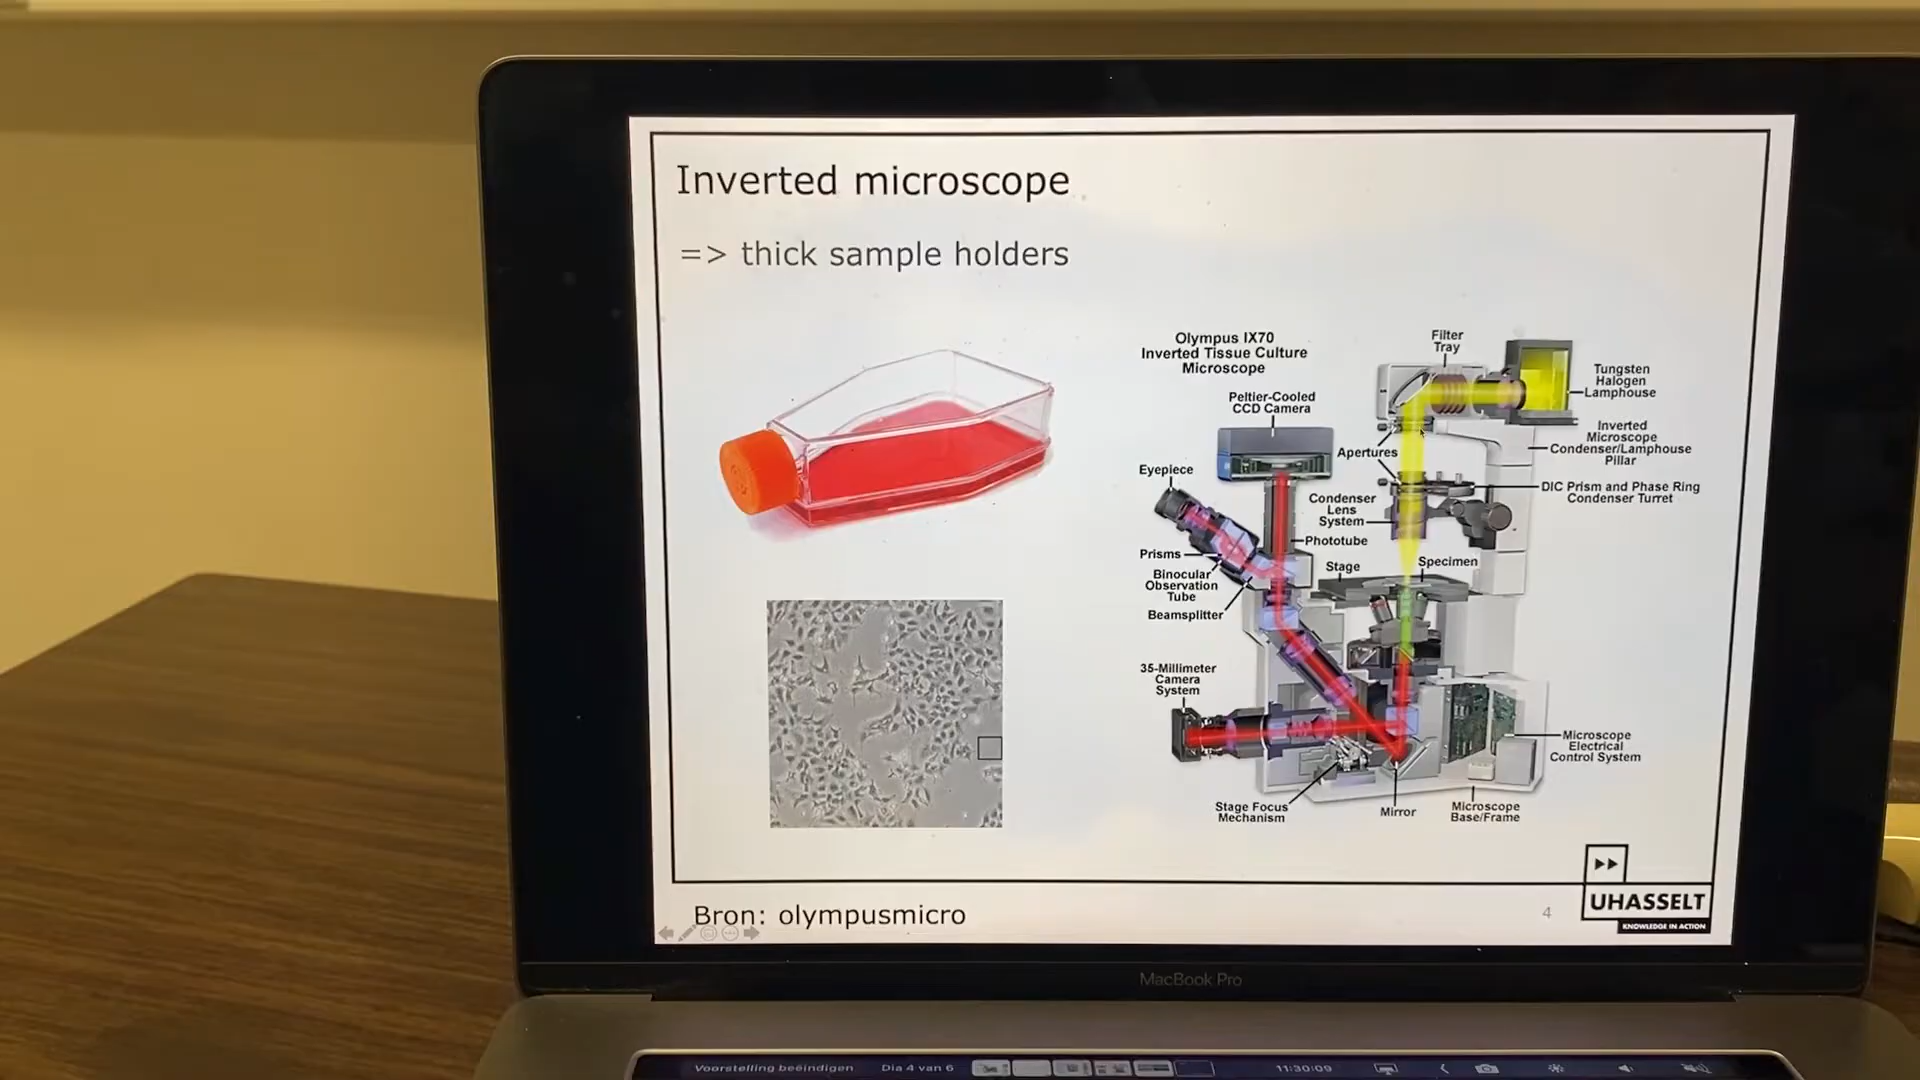 Inverted microscope
=> thick sample holders
Olympus IX70
Inverted Tissue Culture
Microscope
Peltier-Cooled
CCD Camera
Filter
Tray
Tungsten
Halogen
Lamphouse
Inverted
Microscope
Condenser/Lamphouse
Pillar
Apertures
Eyepiece
DIC Prism and Phase Ring
Condenser Turret
Condenser
Lens
System
Phototube
Prisms
Stage
Specimen
Binocular
Observation
Tube
Beamsplitter
35-Millimeter
Camera
System
Microscope
Electrical
Control System
Stage Focus
Mechanism
Mirror
Microscope
Base/Frame
Bron: olympusmicro
4
UHASSELT
KNOWLEDGE IN ACTION
MacBook Pro
Voorstelling beëindigen
Dia 4 van 6
11:30:09